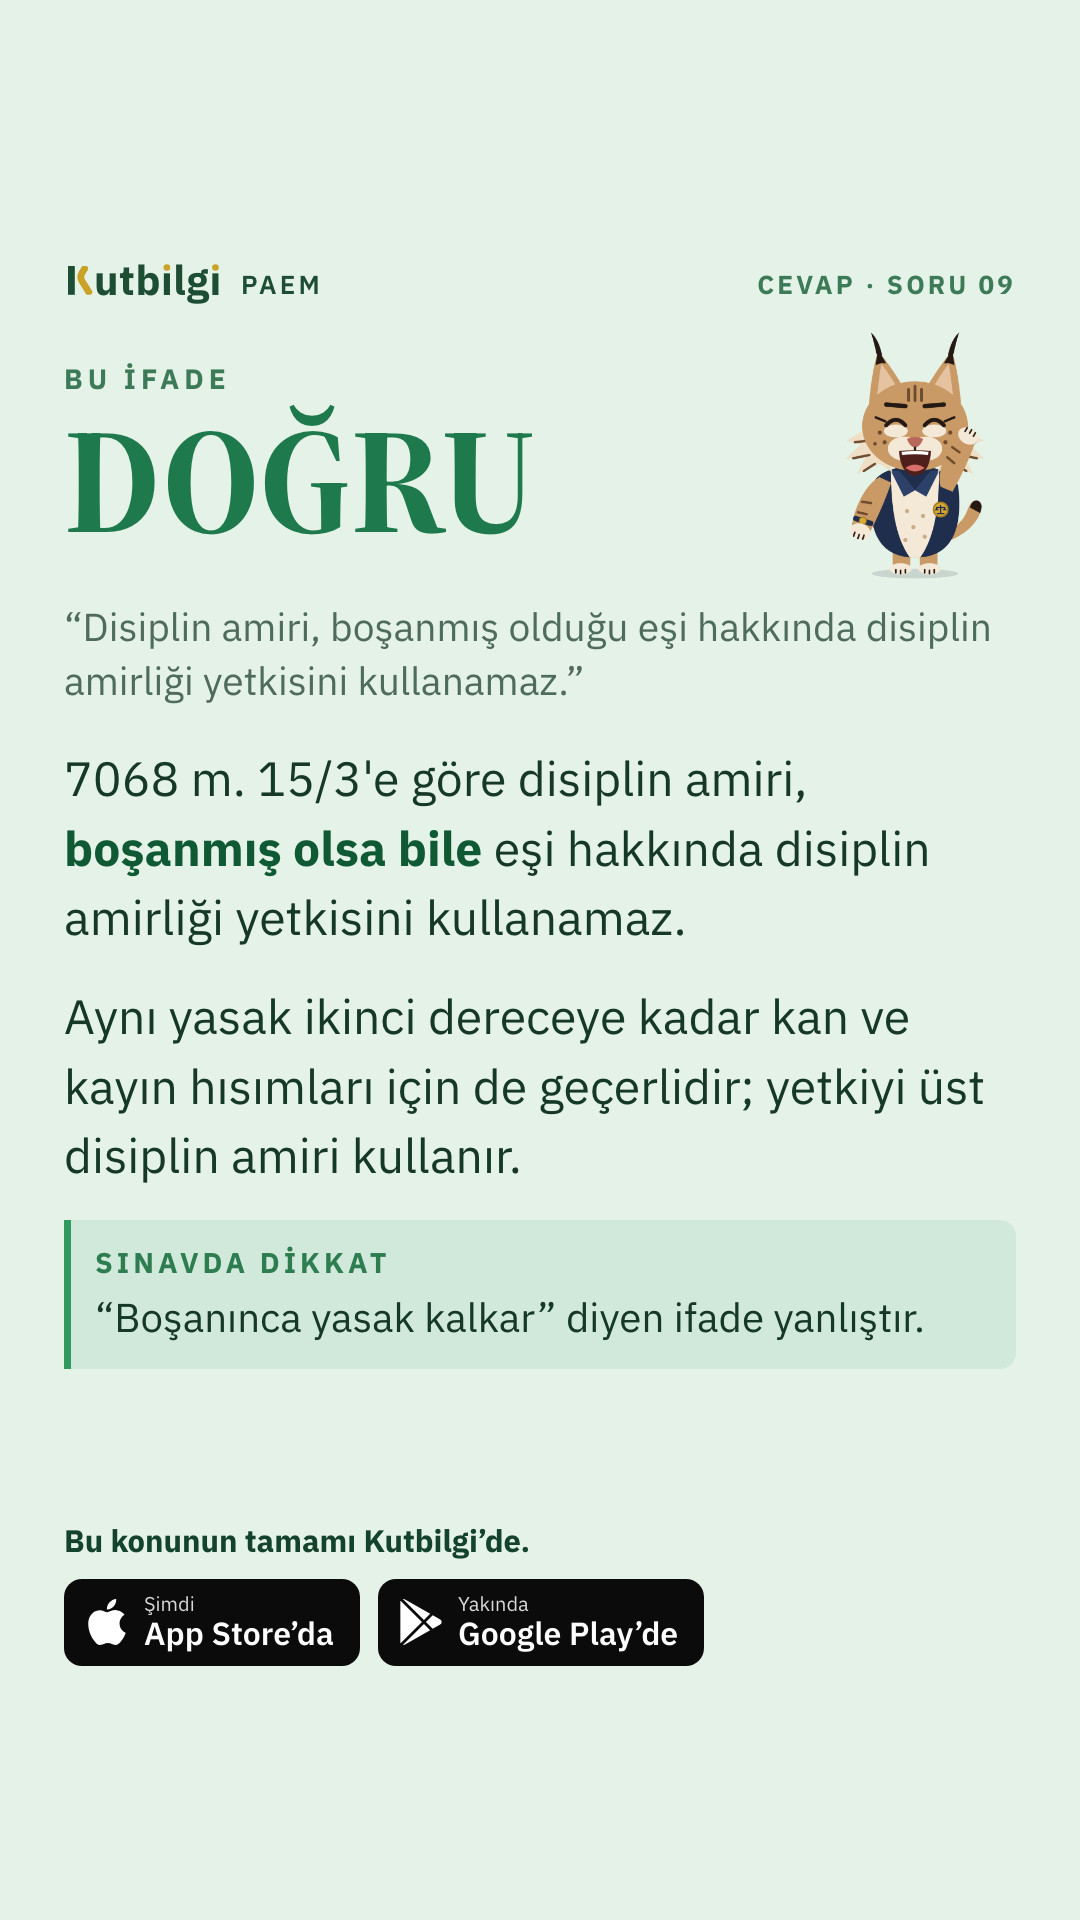 Kutbilgi PAEM
CEVAP · SORU 09
BU İFADE
DOĞRU
“Disiplin amiri, boşanmış olduğu eşi hakkında disiplin
amirliği yetkisini kullanamaz.”
7068 m. 15/3'e göre disiplin amiri,
boşanmış olsa bile eşi hakkında disiplin
amirliği yetkisini kullanamaz.
Aynı yasak ikinci dereceye kadar kan ve
kayın hısımları için de geçerlidir; yetkiyi üst
disiplin amiri kullanır.
SINAVDA DİKKAT
“Boşanınca yasak kalkar” diyen ifade yanlıştır.
Bu konunun tamamı Kutbilgi’de.
Şimdi
App Store’da
Yakında
Google Play’de